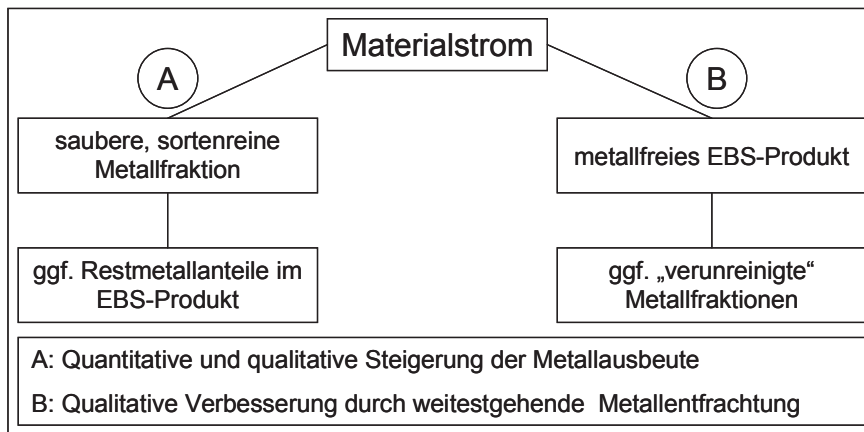 Materialstrom
A
B
saubere, sortenreine
Metallfraktion
metallfreies EBS-Produkt
ggf. Restmetallanteile im
EBS-Produkt
ggf. „verunreinigte“
Metallfraktionen
A: Quantitative und qualitative Steigerung der Metallausbeute
B: Qualitative Verbesserung durch weitestgehende Metallentfrachtung